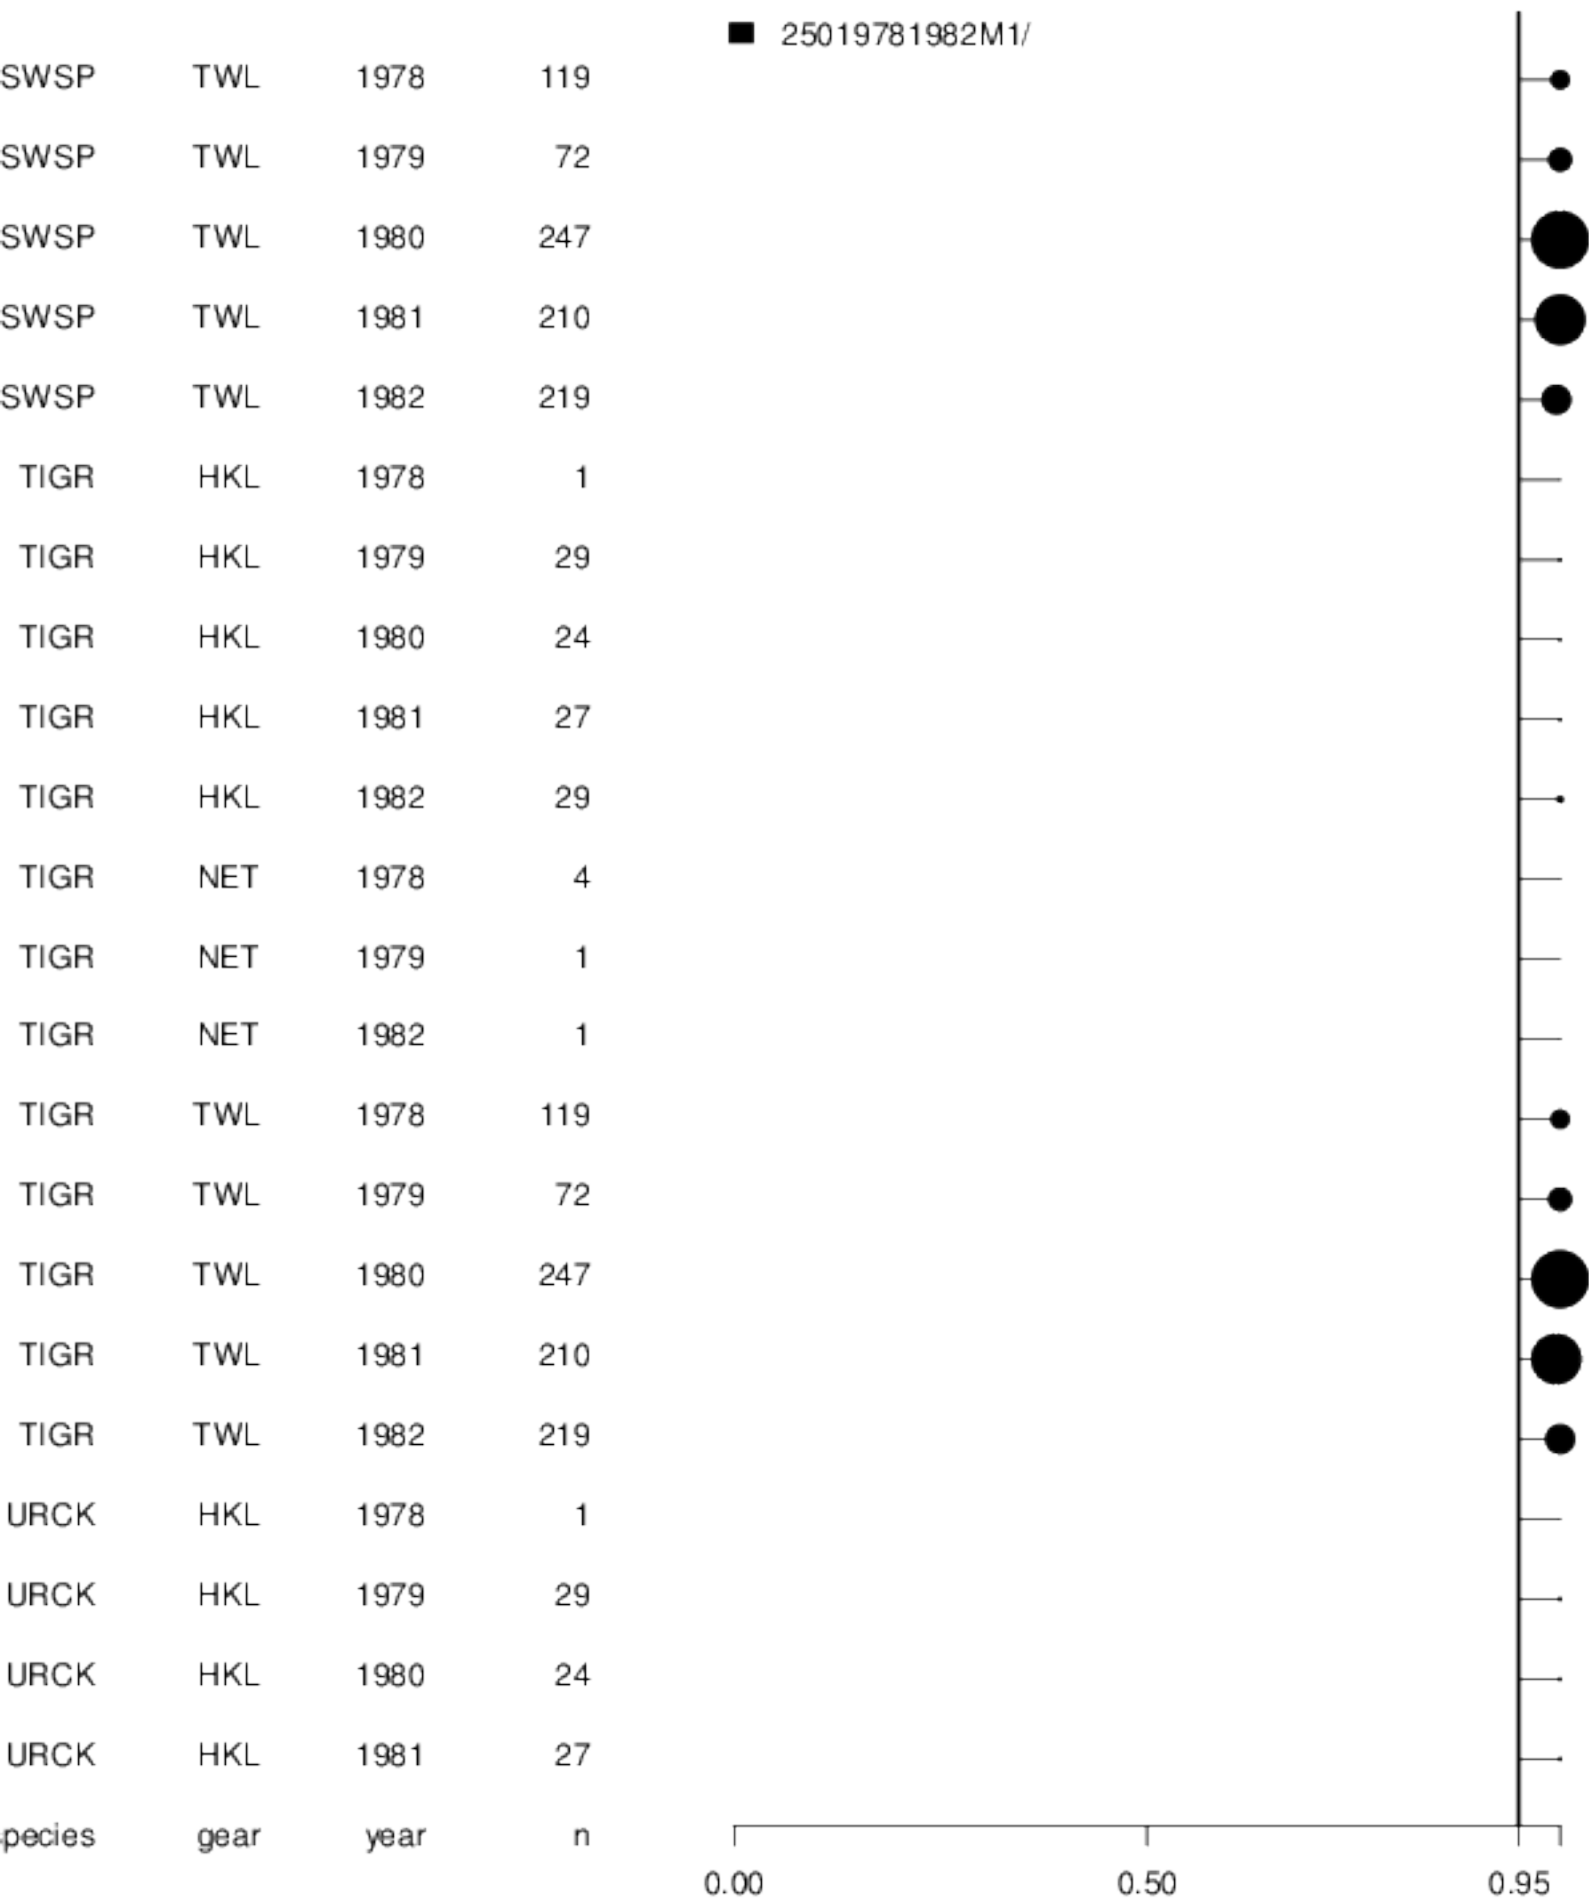 25019781982M1/
SWSP TWL 1978 119
SWSP TWL 1979 72
SWSP TWL 1980 247
SWSP TWL 1981 210
SWSP TWL 1982 219
TIGR HKL 1978 1
TIGR HKL 1979 29
TIGR HKL 1980 24
TIGR HKL 1981 27
TIGR HKL 1982 29
TIGR NET 1978 4
TIGR NET 1979 1
TIGR NET 1982 1
TIGR TWL 1978 119
TIGR TWL 1979 72
TIGR TWL 1980 247
TIGR TWL 1981 210
TIGR TWL 1982 219
URCK HKL 1978 1
URCK HKL 1979 29
URCK HKL 1980 24
URCK HKL 1981 27
pecies gear year n
0.00 0.50 0.95